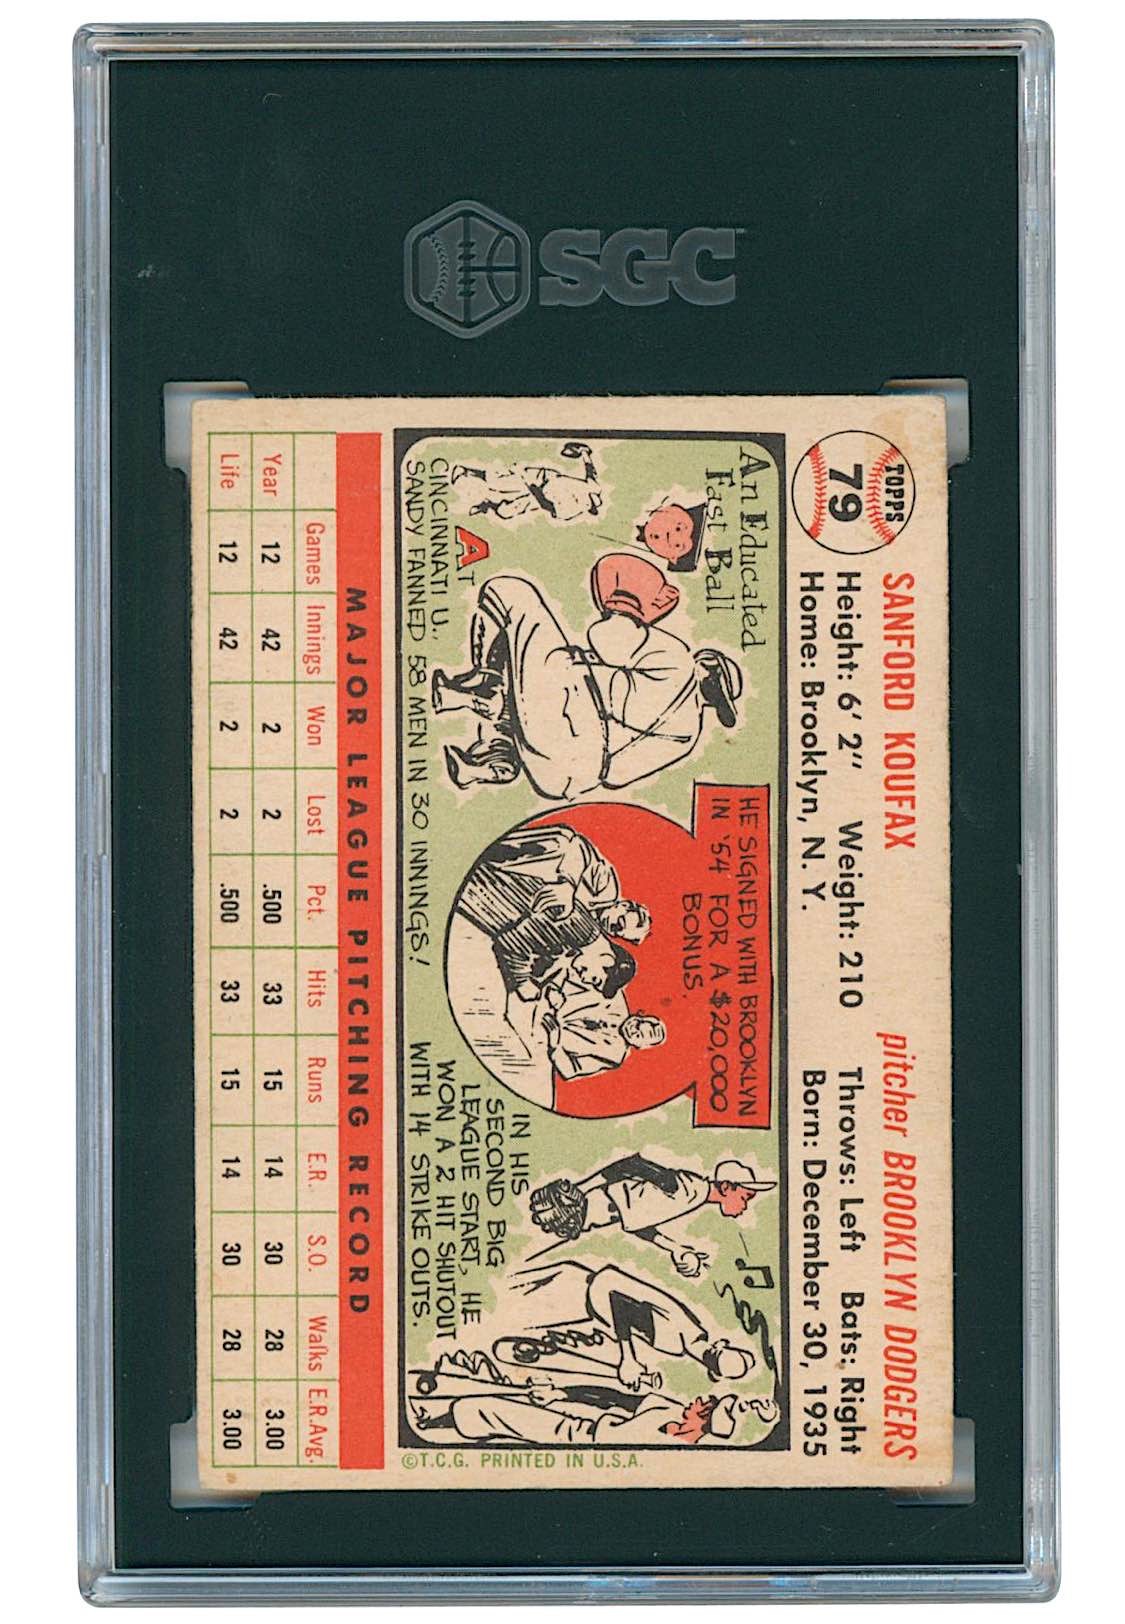 SGC
TOPPS
79
SANFORD KOUFAX pitcher BROOKLYN DODGERS
Height: 6' 2" Weight: 210 Throws: Left Bats: Right
Home: Brooklyn, N. Y. Born: December 30, 1935
An Educated
Fast Ball
AT
CINCINNATI U.,
SANDY FANNED 58 MEN IN 30 INNINGS!
HE SIGNED WITH BROOKLYN
IN '54 FOR A $20,000
BONUS.
IN HIS
SECOND BIG
LEAGUE START, HE
WON A 2 HIT SHUTOUT
WITH 14 STRIKE OUTS.
MAJOR LEAGUE PITCHING RECORD
Games Innings Won Lost Pct. Hits Runs E.R. S.O. Walks E.R.Avg.
Year 12 42 2 2 .500 33 15 14 30 28 3.00
Life 12 42 2 2 .500 33 15 14 30 28 3.00
©T.C.G. PRINTED IN U.S.A.